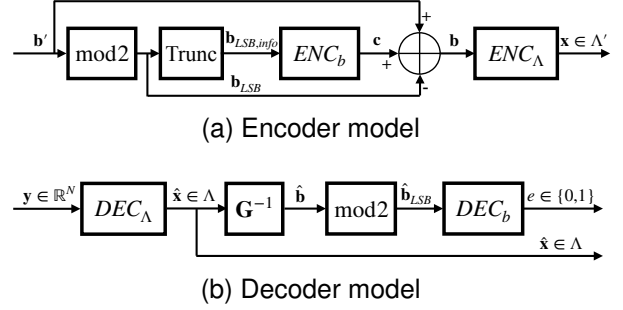 b′ mod2 Trunc b_{LSB,info} ENC_b c + + b ENC_Λ x ∈ Λ′
b_{LSB} -
(a) Encoder model
y ∈ ℝ^N DEC_Λ x̂ ∈ Λ G^{-1} b̂ mod2 b̂_{LSB} DEC_b e ∈ {0,1}
x̂ ∈ Λ
(b) Decoder model